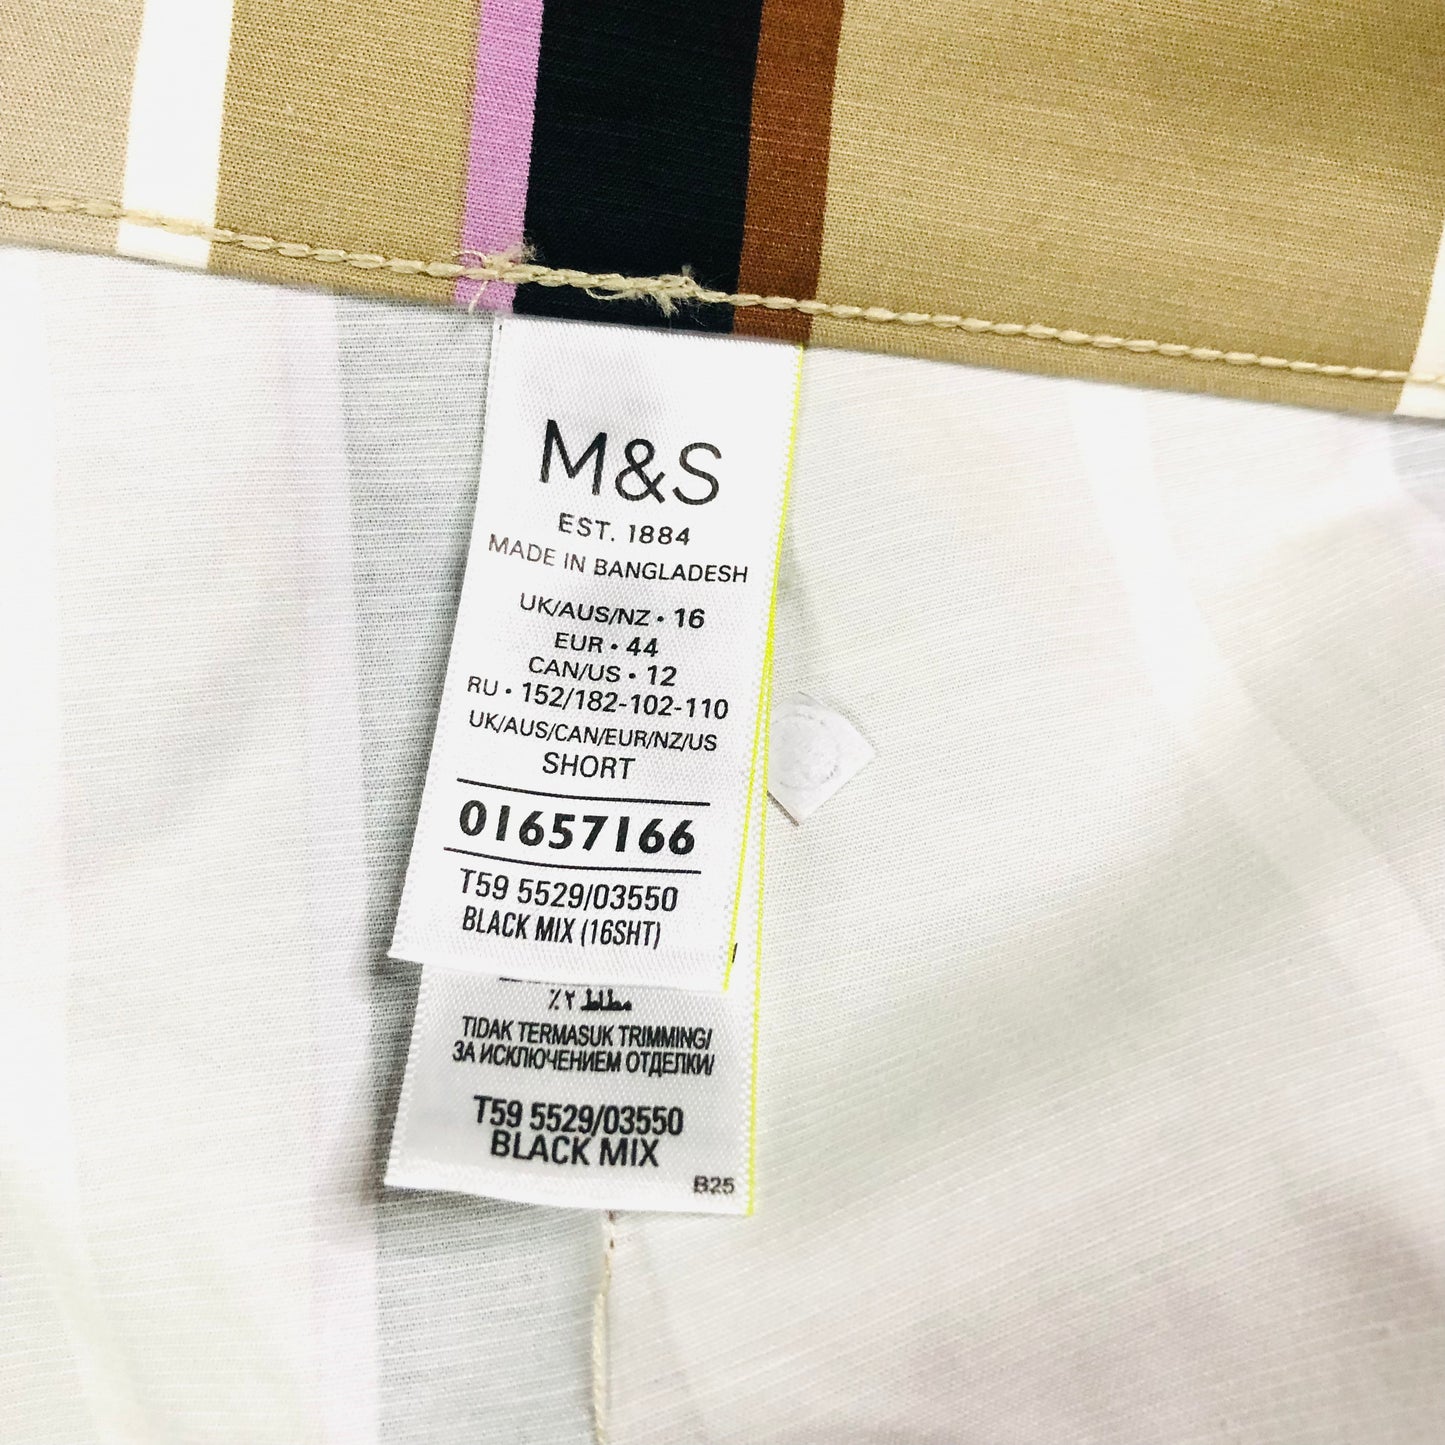 M&S
EST. 1884
MADE IN BANGLADESH
UK/AUS/NZ • 16
EUR • 44
CAN/US • 12
RU • 152/182-102-110
UK/AUS/CAN/EUR/NZ/US
SHORT
01657166
T59 5529/03550
BLACK MIX (16SHT)
مطاط ٢٪
TIDAK TERMASUK TRIMMING/
ЗА ИСКЛЮЧЕНИЕМ ОТДЕЛКИ/
T59 5529/03550
BLACK MIX
B25